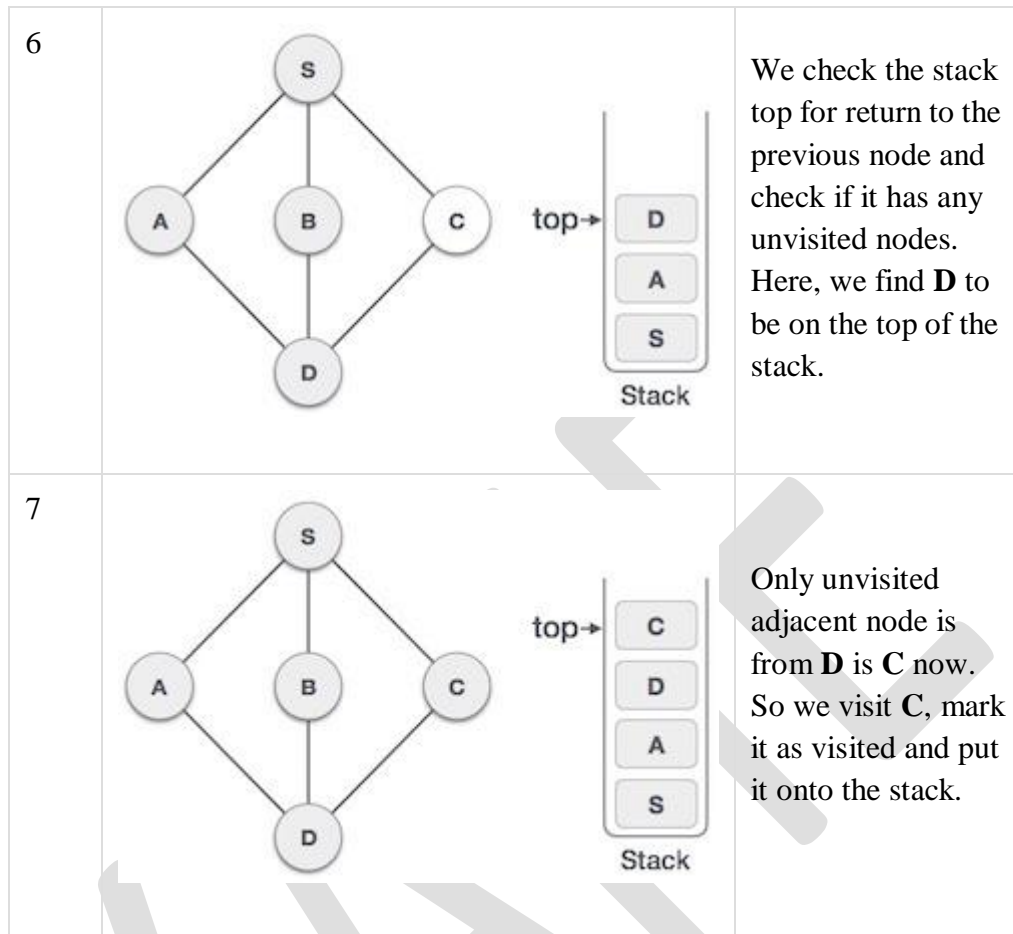 6
S
A
B
C
D
top→
D
A
S
Stack
We check the stack
top for return to the
previous node and
check if it has any
unvisited nodes.
Here, we find D to
be on the top of the
stack.
7
S
A
B
C
D
top→
C
D
A
S
Stack
Only unvisited
adjacent node is
from D is C now.
So we visit C, mark
it as visited and put
it onto the stack.